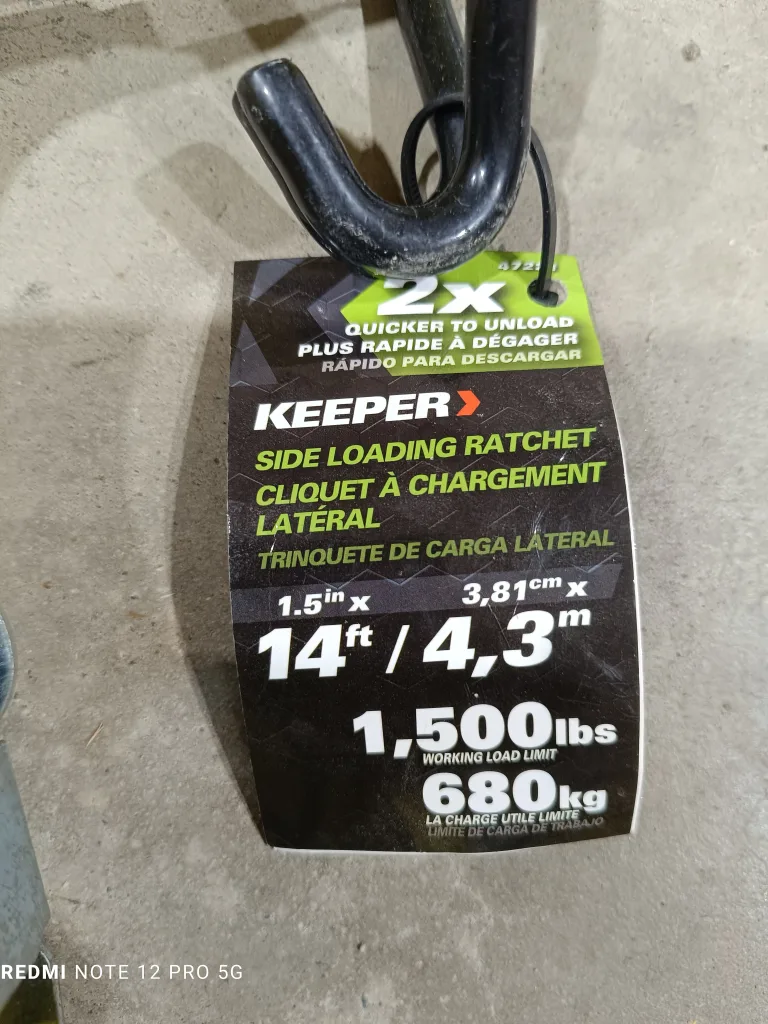 2x
QUICKER TO UNLOAD
PLUS RAPIDE À DÉGAGER
RÁPIDO PARA DESCARGAR
KEEPER
SIDE LOADING RATCHET
CLIQUET À CHARGEMENT
LATÉRAL
TRINQUETE DE CARGA LATERAL
1.5in x 3,81cm x
14ft / 4,3m
1,500lbs
WORKING LOAD LIMIT
680kg
LA CHARGE UTILE LIMITE
LIMITE DE CARGA DE TRABAJO
REDMI NOTE 12 PRO 5G